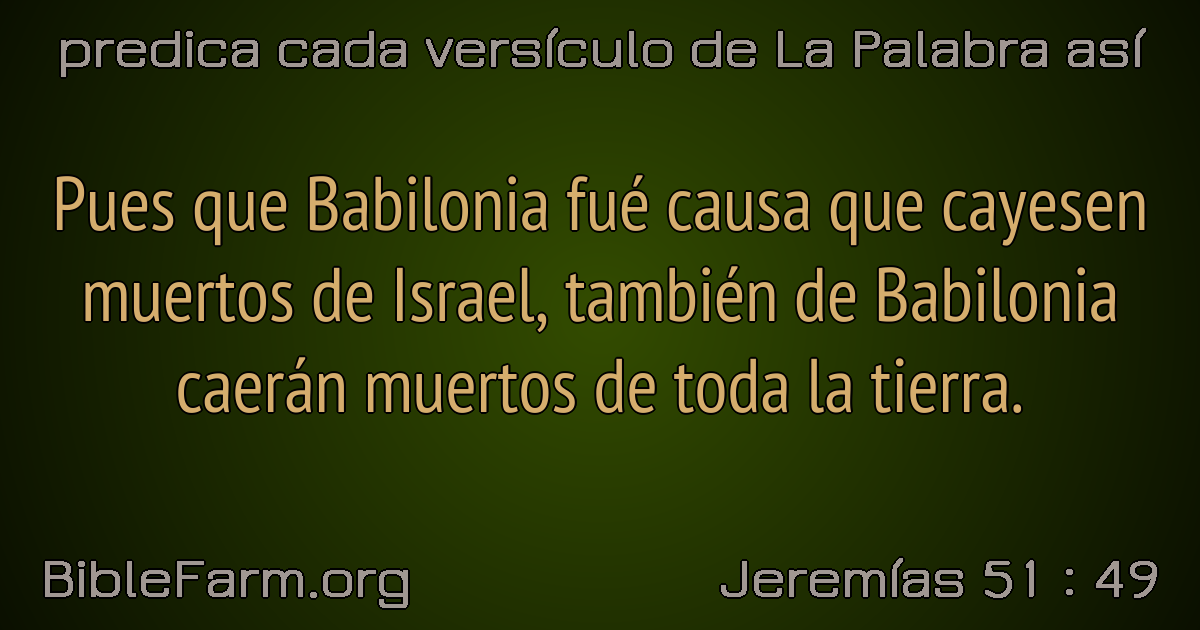 predica cada versículo de La Palabra así
Pues que Babilonia fué causa que cayesen
muertos de Israel, también de Babilonia
caerán muertos de toda la tierra.
BibleFarm.org
Jeremías 51 : 49